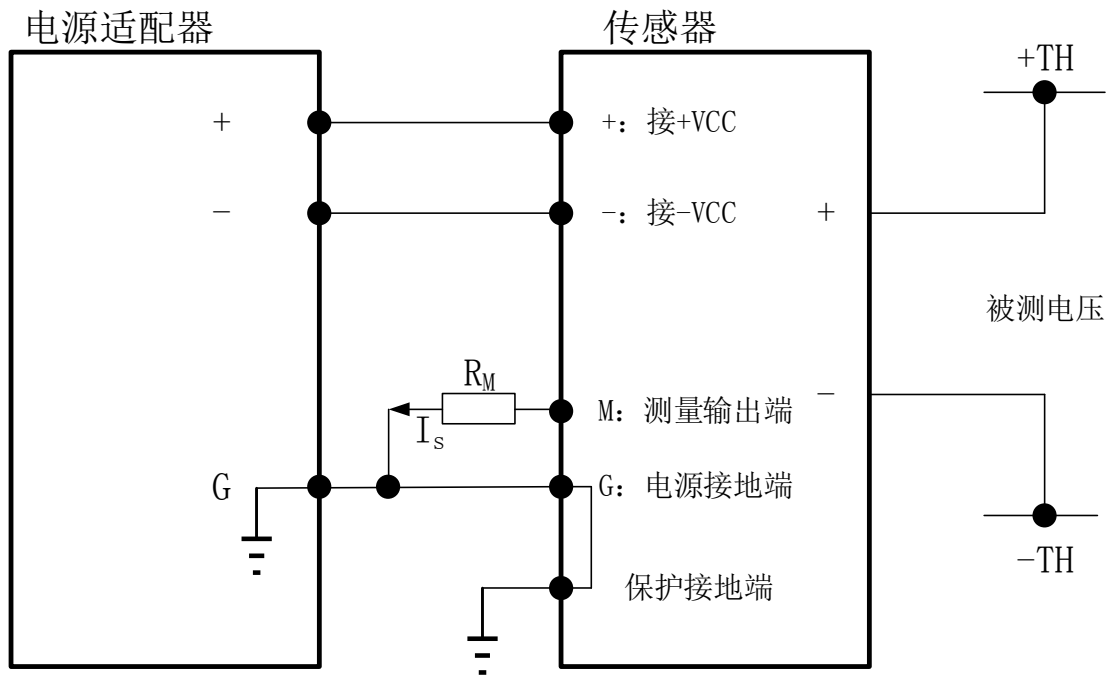 电源适配器
传感器
+TH
+
+：接+VCC
−
−：接−VCC
+
被测电压
R_M
M：测量输出端
−
I_s
G
G：电源接地端
−TH
保护接地端